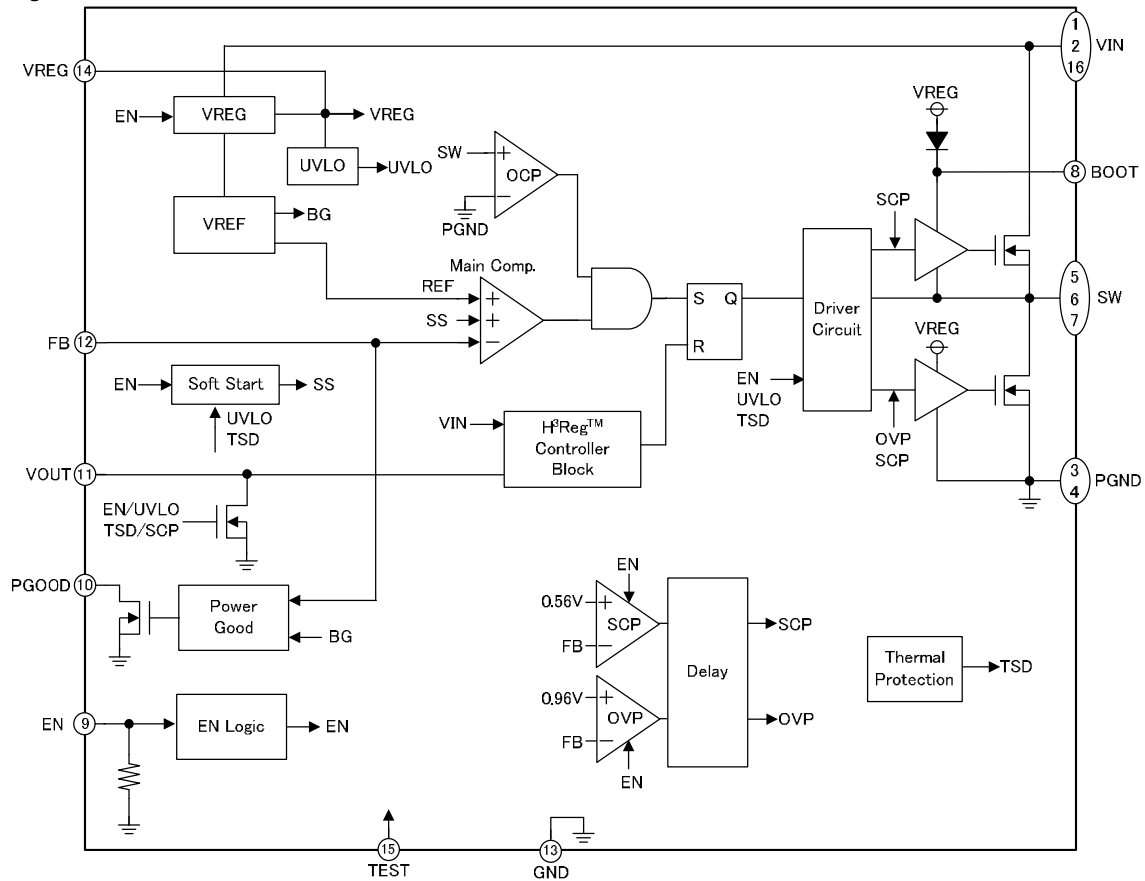 1
2
16
VIN
VREG
14
EN
VREG
VREG
UVLO
UVLO
VREF
BG
SW
+
OCP
−
PGND
VREG
8
BOOT
SCP
Main Comp.
REF
+
SS
+
−
S
Q
R
Driver
Circuit
5
6
7
SW
FB
12
EN
Soft Start
SS
UVLO
TSD
EN
UVLO
TSD
VREG
OVP
SCP
VIN
H³Reg™
Controller
Block
VOUT
11
3
4
PGND
EN/UVLO
TSD/SCP
PGOOD
10
Power
Good
BG
EN
0.56V
+
SCP
FB
−
SCP
Delay
0.96V
+
OVP
FB
−
OVP
EN
Thermal
Protection
TSD
EN
9
EN Logic
EN
15
TEST
13
GND